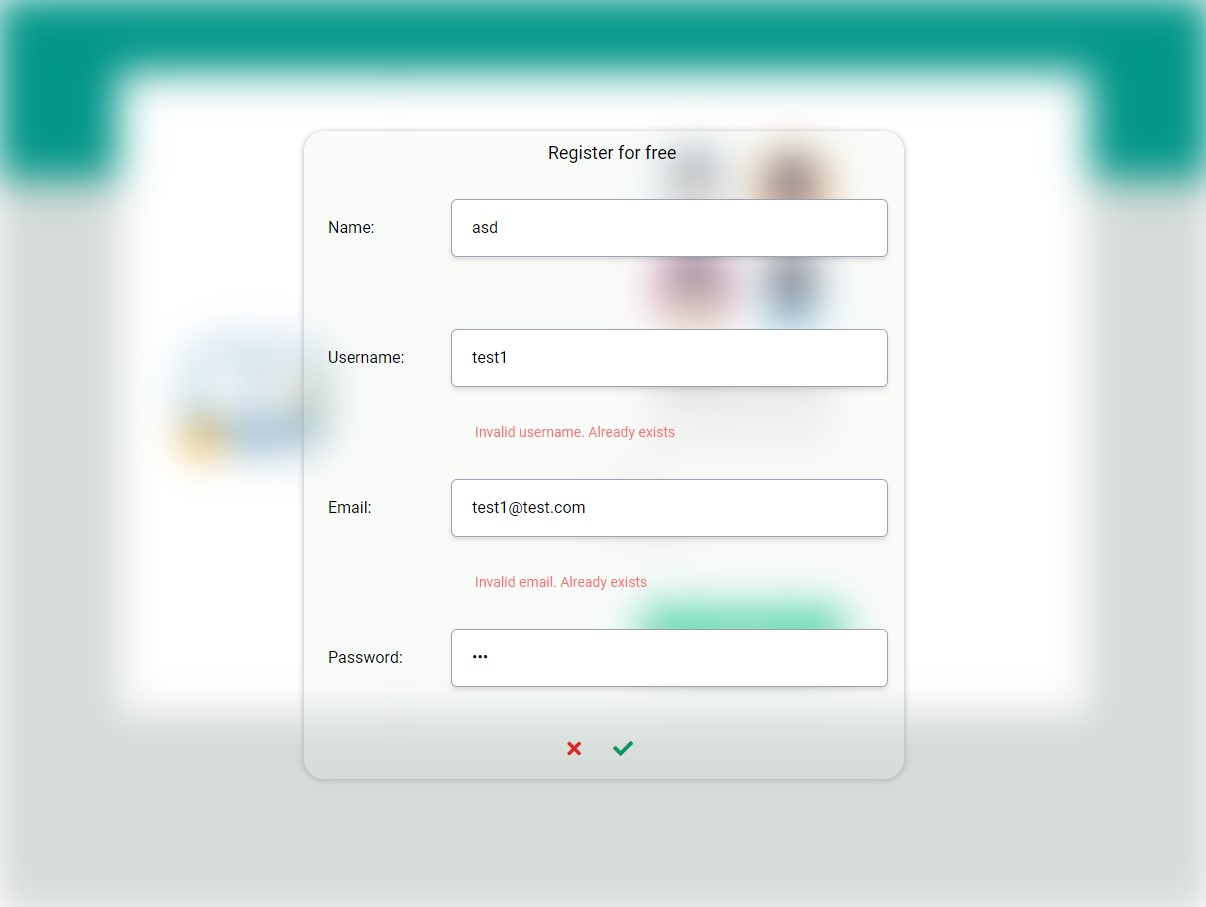 Register for free
Name:
asd
Username:
test1
Invalid username. Already exists
Email:
test1@test.com
Invalid email. Already exists
Password:
•••